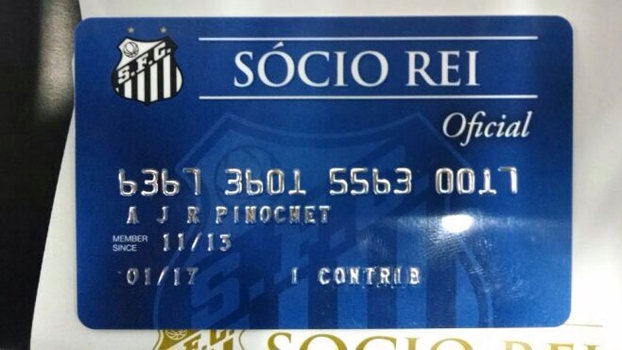 S.F.C.
SÓCIO REI
Oficial
6367 3601 5563 0017
A J R PINOCHET
MEMBER SINCE 11/13
01/17 1 CONTRIB
SÓCIO REI